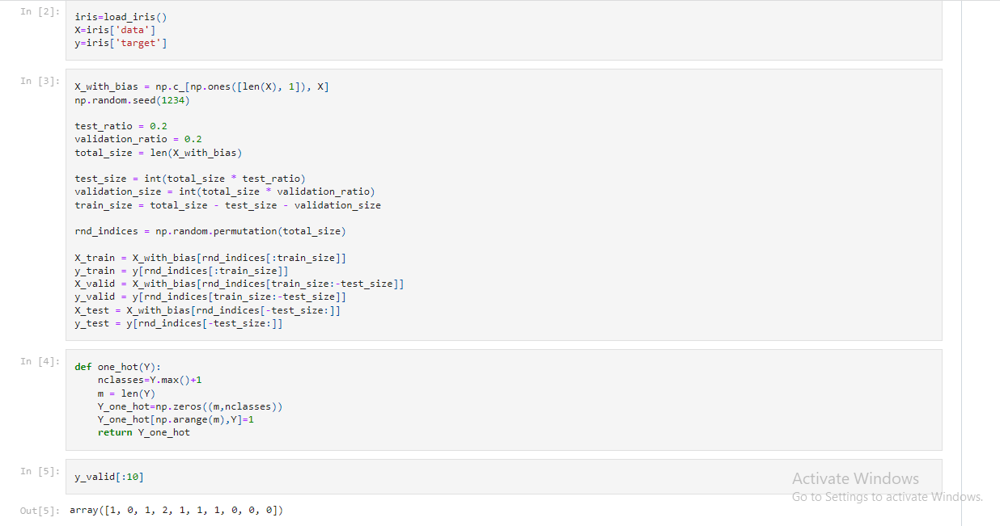 In [2]:
iris=load_iris()
X=iris['data']
y=iris['target']
In [3]:
X_with_bias = np.c_[np.ones([len(X), 1]), X]
np.random.seed(1234)
test_ratio = 0.2
validation_ratio = 0.2
total_size = len(X_with_bias)
test_size = int(total_size * test_ratio)
validation_size = int(total_size * validation_ratio)
train_size = total_size - test_size - validation_size
rnd_indices = np.random.permutation(total_size)
X_train = X_with_bias[rnd_indices[:train_size]]
y_train = y[rnd_indices[:train_size]]
X_valid = X_with_bias[rnd_indices[train_size:-test_size]]
y_valid = y[rnd_indices[train_size:-test_size]]
X_test = X_with_bias[rnd_indices[-test_size:]]
y_test = y[rnd_indices[-test_size:]]
In [4]:
def one_hot(Y):
    nclasses=Y.max()+1
    m = len(Y)
    Y_one_hot=np.zeros((m,nclasses))
    Y_one_hot[np.arange(m),Y]=1
    return Y_one_hot
In [5]:
y_valid[:10]
Activate Windows
Go to Settings to activate Windows.
Out[5]: array([1, 0, 1, 2, 1, 1, 1, 0, 0, 0])